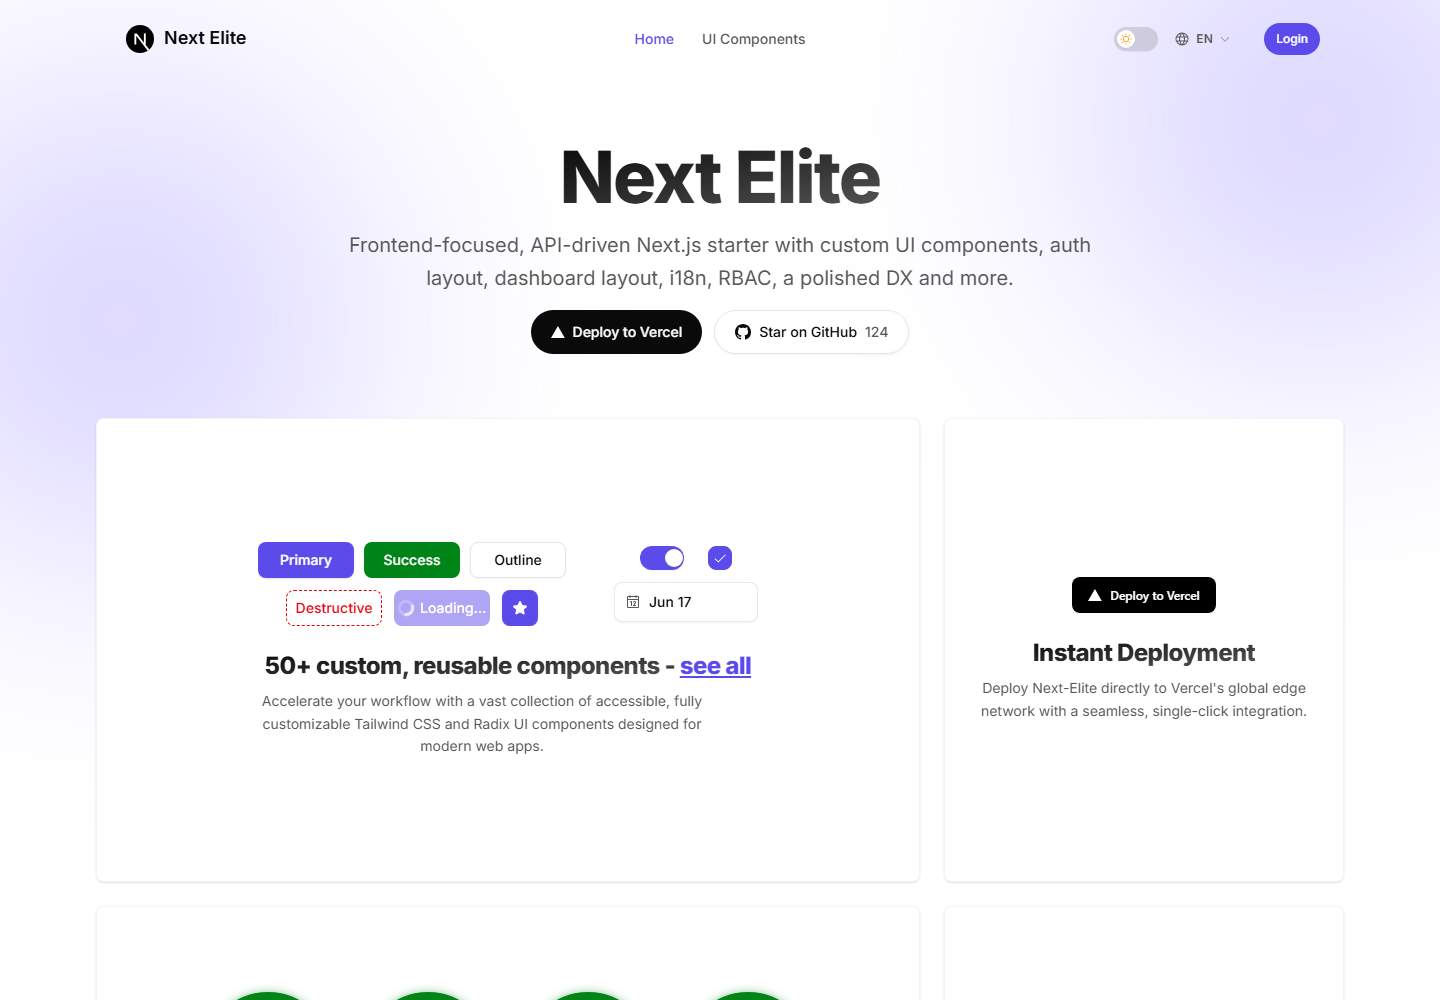 Next Elite
Home
UI Components
EN
Login
Next Elite
Frontend-focused, API-driven Next.js starter with custom UI components, auth
layout, dashboard layout, i18n, RBAC, a polished DX and more.
Deploy to Vercel
Star on GitHub 124
Primary
Success
Outline
Destructive
Loading...
12
Jun 17
50+ custom, reusable components - see all
Accelerate your workflow with a vast collection of accessible, fully
customizable Tailwind CSS and Radix UI components designed for
modern web apps.
Deploy to Vercel
Instant Deployment
Deploy Next-Elite directly to Vercel's global edge
network with a seamless, single-click integration.